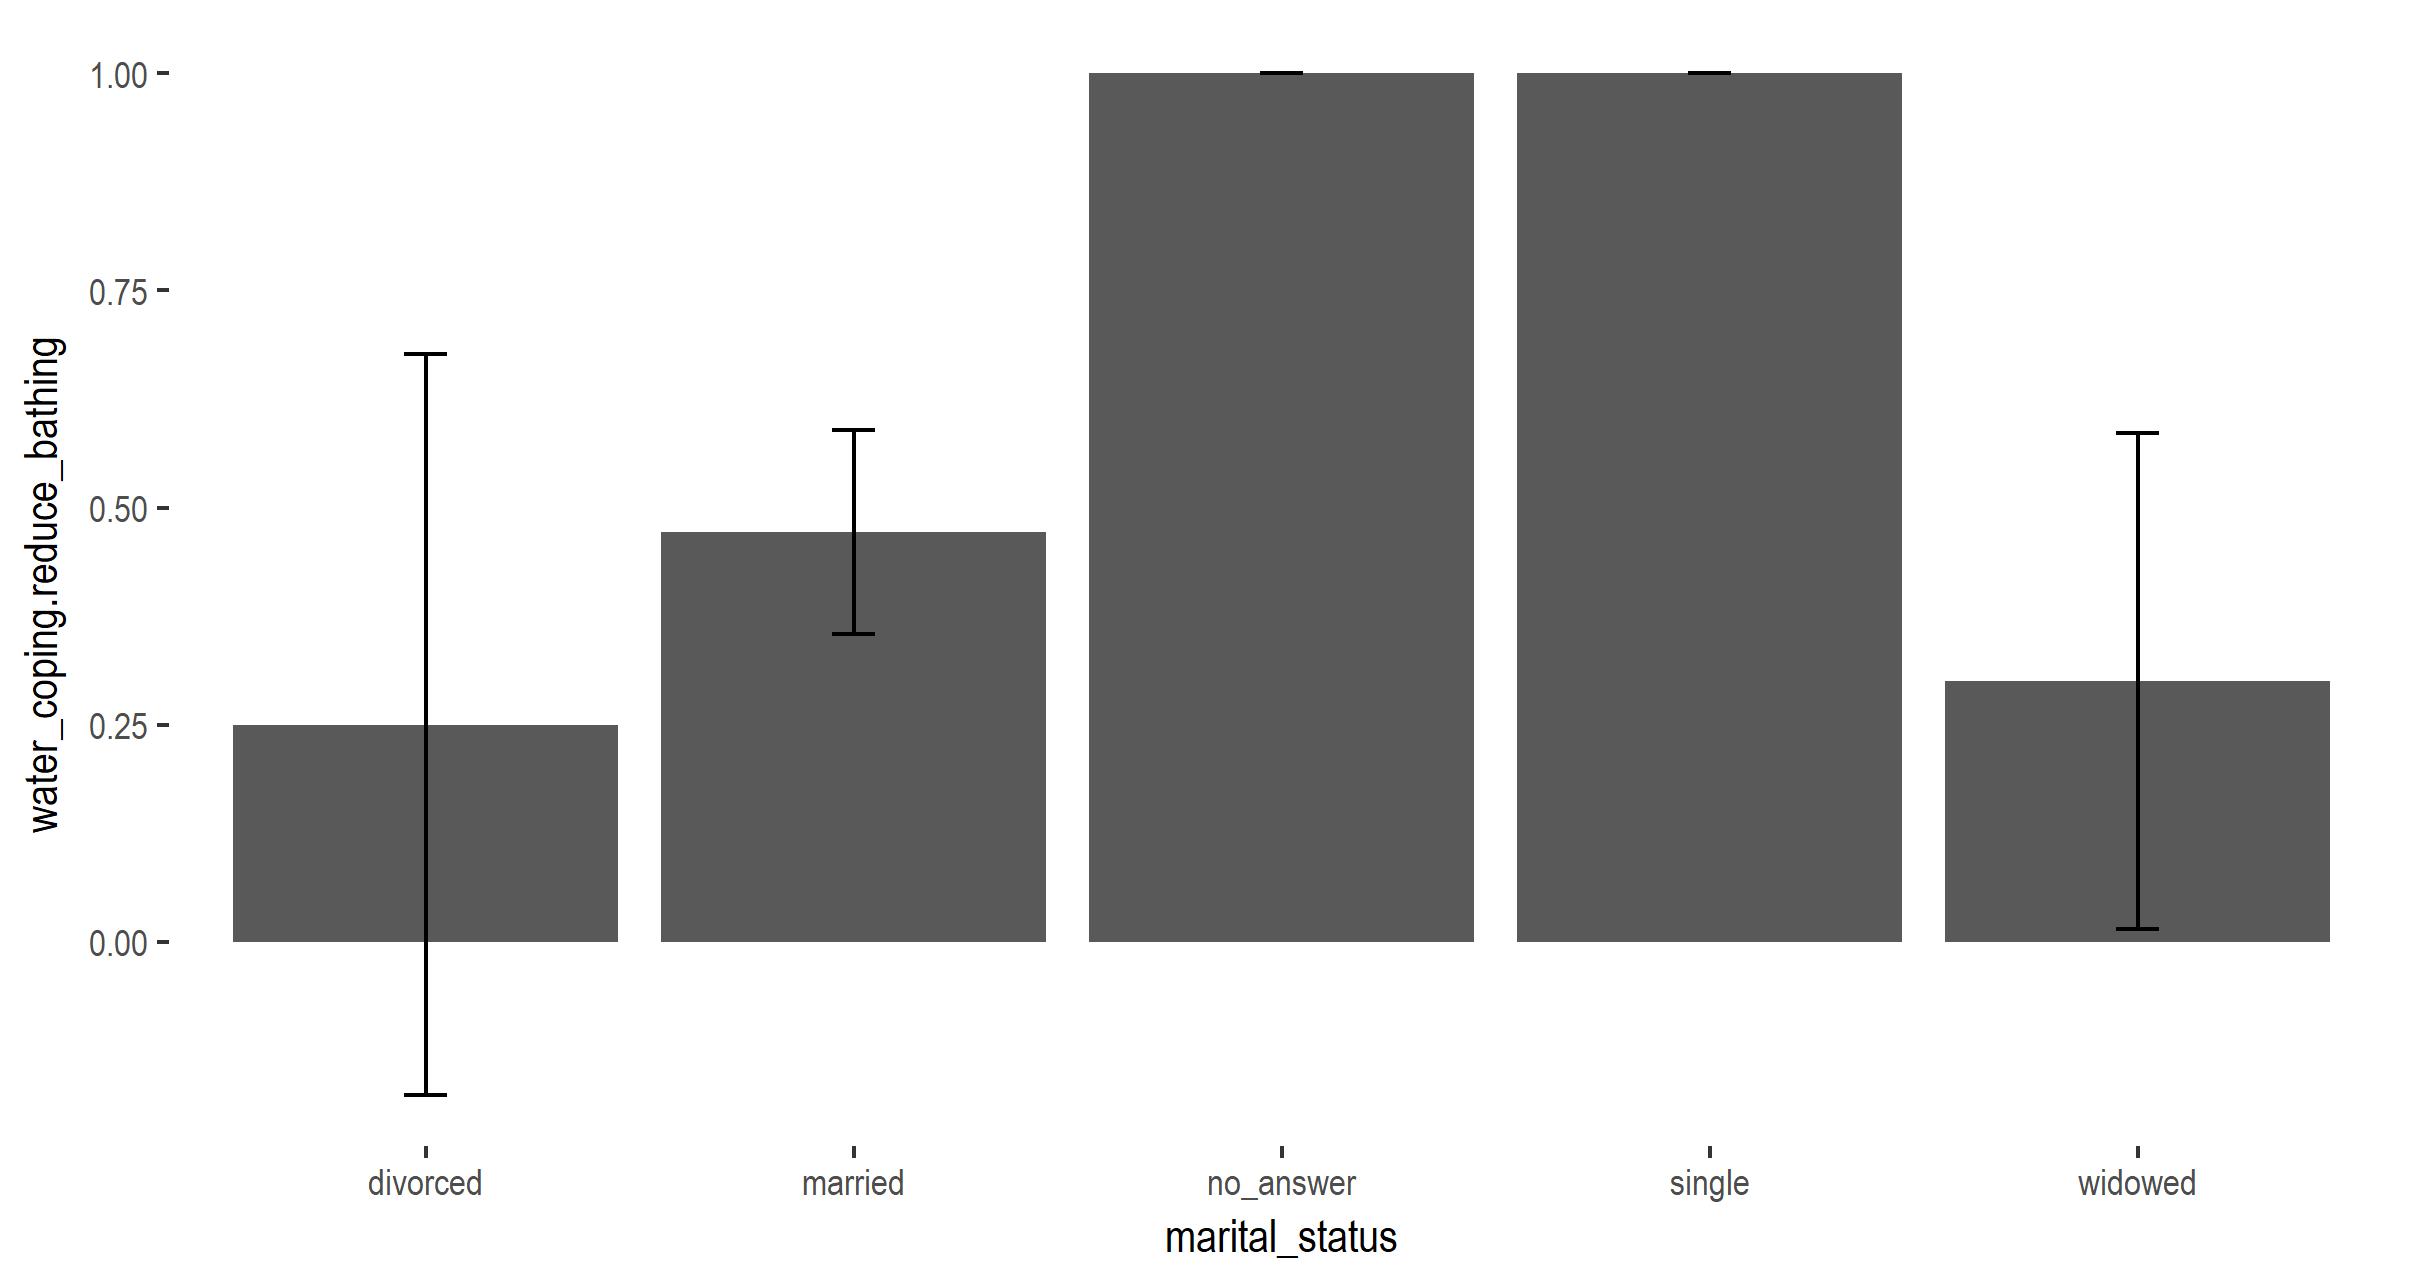 water_coping.reduce_bathing
1.00
0.75
0.50
0.25
0.00
divorced married no_answer single widowed
marital_status